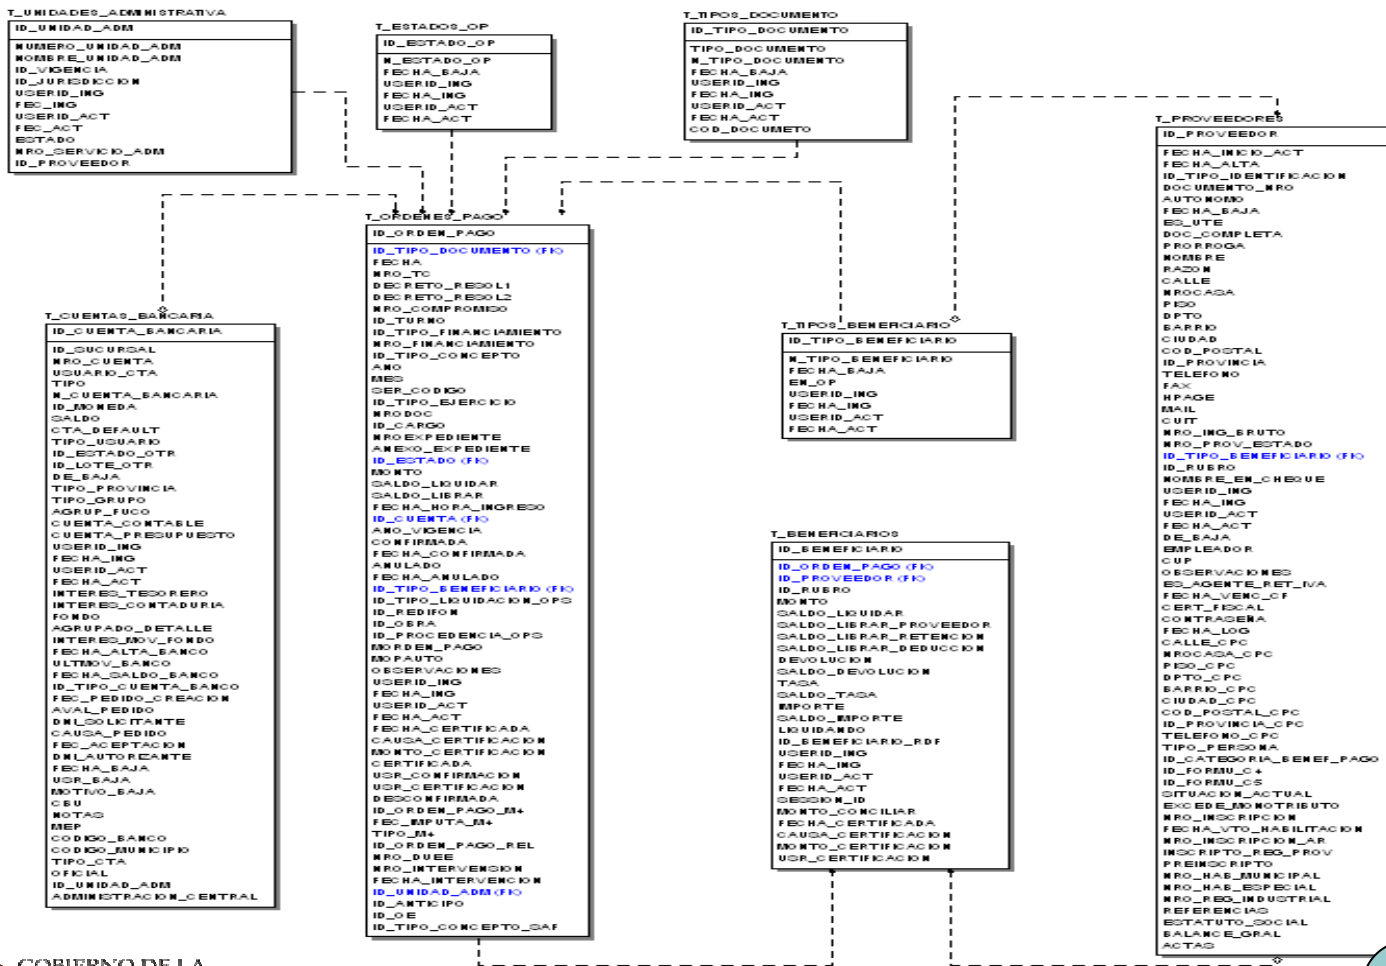 T_UNIDADES_ADMINISTRATIVA
ID_UNIDAD_ADM
NUMERO_UNIDAD_ADM
NOMBRE_UNIDAD_ADM
ID_VIGENCIA
ID_JURISDICCION
USERID_ING
FEC_ING
USERID_ACT
FEC_ACT
ESTADO
NRO_SERVICIO_ADM
ID_PROVEEDOR
T_ESTADOS_OP
ID_ESTADO_OP
N_ESTADO_OP
FECHA_BAJA
USERID_ING
FECHA_ING
USERID_ACT
FECHA_ACT
T_TIPOS_DOCUMENTO
ID_TIPO_DOCUMENTO
TIPO_DOCUMENTO
N_TIPO_DOCUMENTO
FECHA_BAJA
USERID_ING
FECHA_ING
USERID_ACT
FECHA_ACT
COD_DOCUMETO
T_CUENTAS_BANCARIA
ID_CUENTA_BANCARIA
ID_SUCURSAL
NRO_CUENTA
USUARIO_CTA
TIPO
N_CUENTA_BANCARIA
ID_MONEDA
SALDO
CTA_DEFAULT
TIPO_USUARIO
ID_ESTADO_OTR
ID_LOTE_OTR
DE_BAJA
TIPO_PROVINCIA
TIPO_GRUPO
AGRUP_FUCO
CUENTA_CONTABLE
CUENTA_PRESUPUESTO
USERID_ING
FECHA_ING
USERID_ACT
FECHA_ACT
INTERES_TESORERO
INTERES_CONTADURIA
FONDO
AGRUPADO_DETALLE
INTERES_MOV_FONDO
FECHA_ALTA_BANCO
ULTMOV_BANCO
FECHA_SALDO_BANCO
ID_TIPO_CUENTA_BANCO
FEC_PEDIDO_CREACION
AVAL_PEDIDO
DNI_SOLICITANTE
CAUSA_PEDIDO
FEC_ACEPTACION
DNI_AUTORIZANTE
FECHA_BAJA
USR_BAJA
MOTIVO_BAJA
CBU
NOTAS
MEP
CODIGO_BANCO
CODIGO_MUNICIPIO
TIPO_CTA
OFICIAL
ID_UNIDAD_ADM
ADMINISTRACION_CENTRAL
T_ORDENES_PAGO
ID_ORDEN_PAGO
ID_TIPO_DOCUMENTO (FK)
FECHA
NRO_TC
DECRETO_RESOL1
DECRETO_RESOL2
NRO_COMPROMISO
ID_TURNO
ID_TIPO_FINANCIAMIENTO
NRO_FINANCIAMIENTO
ID_TIPO_CONCEPTO
ANO
MES
SER_CODIGO
ID_TIPO_EJERCICIO
NRODOC
ID_CARGO
NROEXPEDIENTE
ANEXO_EXPEDIENTE
ID_ESTADO (FK)
MONTO
SALDO_LIQUIDAR
SALDO_LIBRAR
FECHA_HORA_INGRESO
ID_CUENTA (FK)
ANO_VIGENCIA
CONFIRMADA
FECHA_CONFIRMADA
ANULADO
FECHA_ANULADO
ID_TIPO_BENEFICIARIO (FK)
ID_TIPO_LIQUIDACION_OPS
ID_REDIFON
ID_OBRA
ID_PROCEDENCIA_OPS
MORDEN_PAGO
MOPAUTO
OBSERVACIONES
USERID_ING
FECHA_ING
USERID_ACT
FECHA_ACT
FECHA_CERTIFICADA
CAUSA_CERTIFICACION
MONTO_CERTIFICACION
CERTIFICADA
USR_CONFIRMACION
USR_CERTIFICACION
DESCONFIRMADA
ID_ORDEN_PAGO_M4
FEC_IMPUTA_M4
TIPO_M4
ID_ORDEN_PAGO_REL
NRO_DUEE
NRO_INTERVENSION
FECHA_INTERVENCION
ID_UNIDAD_ADM (FK)
ID_ANTICIPO
ID_OE
ID_TIPO_CONCEPTO_SAF
T_TIPOS_BENEFICIARIO
ID_TIPO_BENEFICIARIO
N_TIPO_BENEFICIARIO
FECHA_BAJA
EN_OP
USERID_ING
FECHA_ING
USERID_ACT
FECHA_ACT
T_BENEFICIARIOS
ID_BENEFICIARIO
ID_ORDEN_PAGO (FK)
ID_PROVEEDOR (FK)
ID_RUBRO
MONTO
SALDO_LIQUIDAR
SALDO_LIBRAR_PROVEEDOR
SALDO_LIBRAR_RETENCION
SALDO_LIBRAR_DEDUCCION
DEVOLUCION
SALDO_DEVOLUCION
TASA
SALDO_TASA
IMPORTE
SALDO_IMPORTE
LIQUIDANDO
ID_BENEFICIARIO_RDF
USERID_ING
FECHA_ING
USERID_ACT
FECHA_ACT
SESSION_ID
MONTO_CONCILIAR
FECHA_CERTIFICADA
CAUSA_CERTIFICACION
MONTO_CERTIFICACION
USR_CERTIFICACION
T_PROVEEDORES
ID_PROVEEDOR
FECHA_INICIO_ACT
FECHA_ALTA
ID_TIPO_IDENTIFICACION
DOCUMENTO_NRO
AUTONOMO
FECHA_BAJA
ES_UTE
DOC_COMPLETA
PRORROGA
NOMBRE
RAZON
CALLE
NROCASA
PISO
DPTO
BARRIO
CIUDAD
COD_POSTAL
ID_PROVINCIA
TELEFONO
FAX
HPAGE
MAIL
CUIT
NRO_ING_BRUTO
NRO_PROV_ESTADO
ID_TIPO_BENEFICIARIO (FK)
ID_RUBRO
NOMBRE_EN_CHEQUE
USERID_ING
FECHA_ING
USERID_ACT
FECHA_ACT
DE_BAJA
EMPLEADOR
CUP
OBSERVACIONES
ES_AGENTE_RET_IVA
FECHA_VENC_CF
CERT_FISCAL
CONTRASEÑA
FECHA_LOG
CALLE_CPC
NROCASA_CPC
PISO_CPC
DPTO_CPC
BARRIO_CPC
CIUDAD_CPC
COD_POSTAL_CPC
ID_PROVINCIA_CPC
TELEFONO_CPC
TIPO_PERSONA
ID_CATEGORIA_BENEF_PAGO
ID_FORMU_C4
ID_FORMU_C5
SITUACION_ACTUAL
EXCEDE_MONOTRIBUTO
NRO_INSCRIPCION
FECHA_VTO_HABILITACION
NRO_INSCRIPCION_AR
INSCRIPTO_REG_PROV
PREINSCRIPTO
NRO_HAB_MUNICIPAL
NRO_HAB_ESPECIAL
NRO_REG_INDUSTRIAL
REFERENCIAS
ESTATUTO_SOCIAL
BALANCE_GRAL
ACTAS
GOBIERNO DE LA